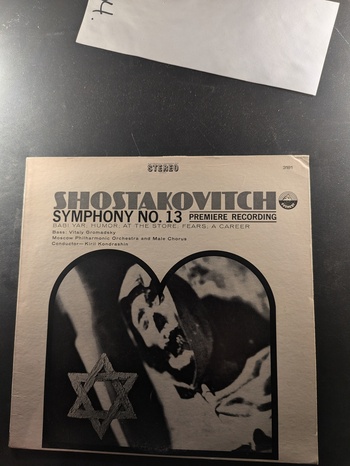 4.
STEREO
SHOSTAKOVITCH
SYMPHONY NO. 13 PREMIERE RECORDING
BABI YAR, HUMOR, AT THE STORE, FEARS, A CAREER
Bass: Vitaly Gromadsky
Moscow Philharmonic Orchestra and Male Chorus
Conductor—Kiril Kondrashin